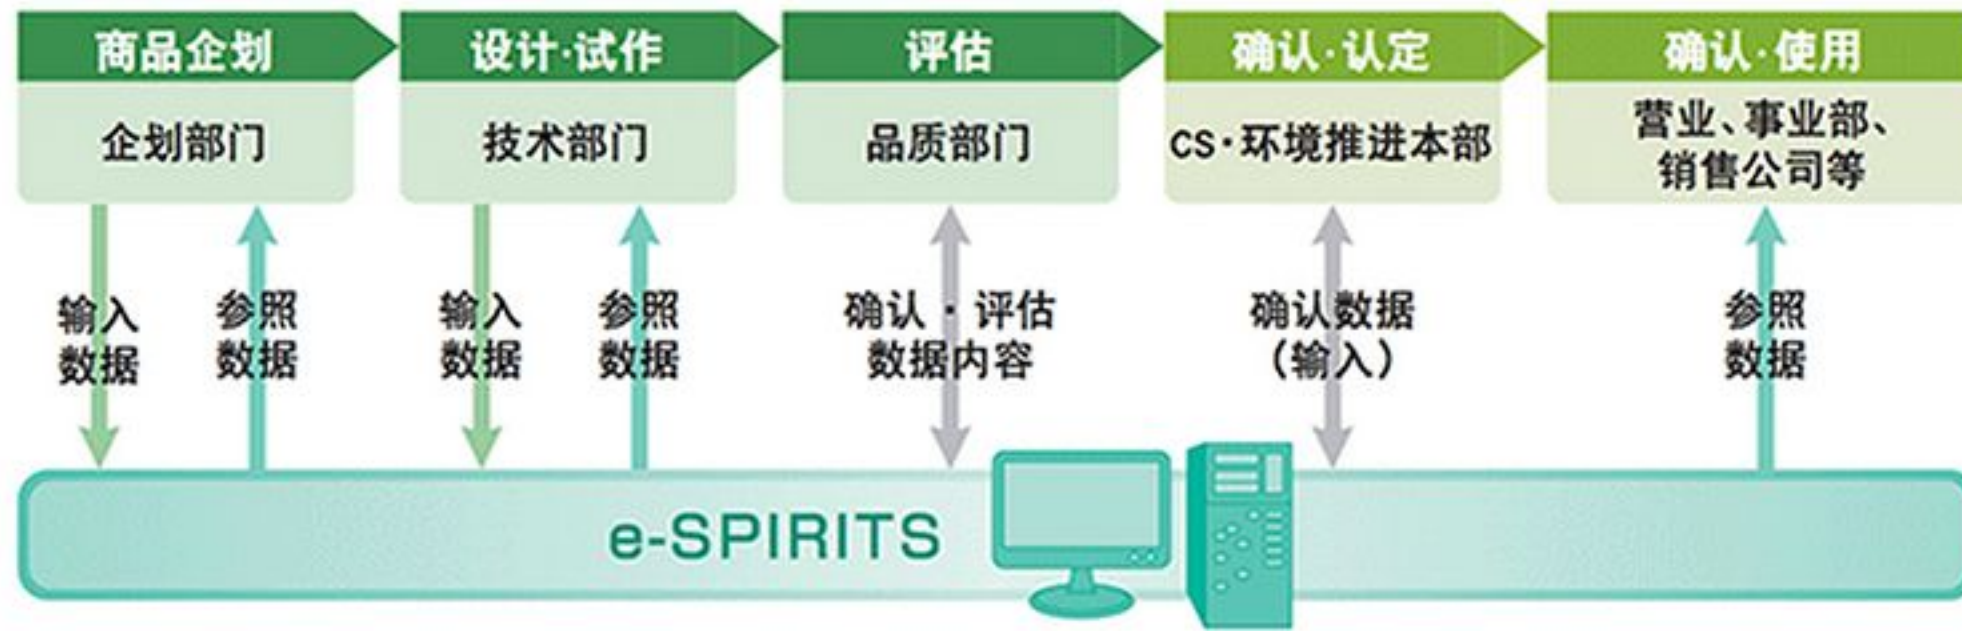 商品企划
设计·试作
评估
确认·认定
确认·使用
企划部门
技术部门
品质部门
CS·环境推进本部
营业、事业部、
销售公司等
输入
数据
参照
数据
输入
数据
参照
数据
确认·评估
数据内容
确认数据
（输入）
参照
数据
e-SPIRITS